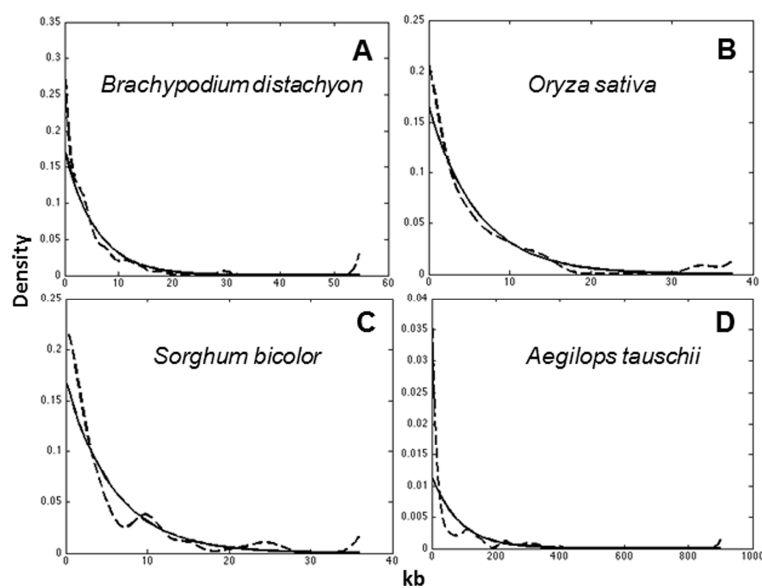 A
Brachypodium distachyon
0.35
0.3
0.25
0.2
0.15
0.1
0.05
0
0 10 20 30 40 50 60
B
Oryza sativa
0.25
0.2
0.15
0.1
0.05
0
0 10 20 30 40
Density
C
Sorghum bicolor
0.25
0.2
0.15
0.1
0.05
0
0 10 20 30 40
D
Aegilops tauschii
0.04
0.035
0.03
0.025
0.02
0.015
0.01
0.005
0
0 200 400 600 800 1000
kb